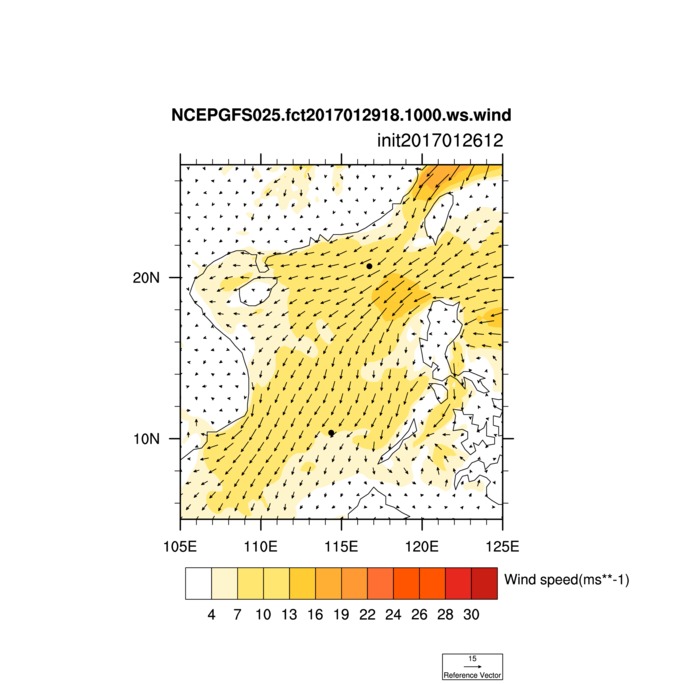 NCEPGFS025.fct2017012918.1000.ws.wind
init2017012612
20N
10N
105E 110E 115E 120E 125E
Wind speed(ms**-1)
4 7 10 13 16 19 22 24 26 28 30
15
Reference Vector